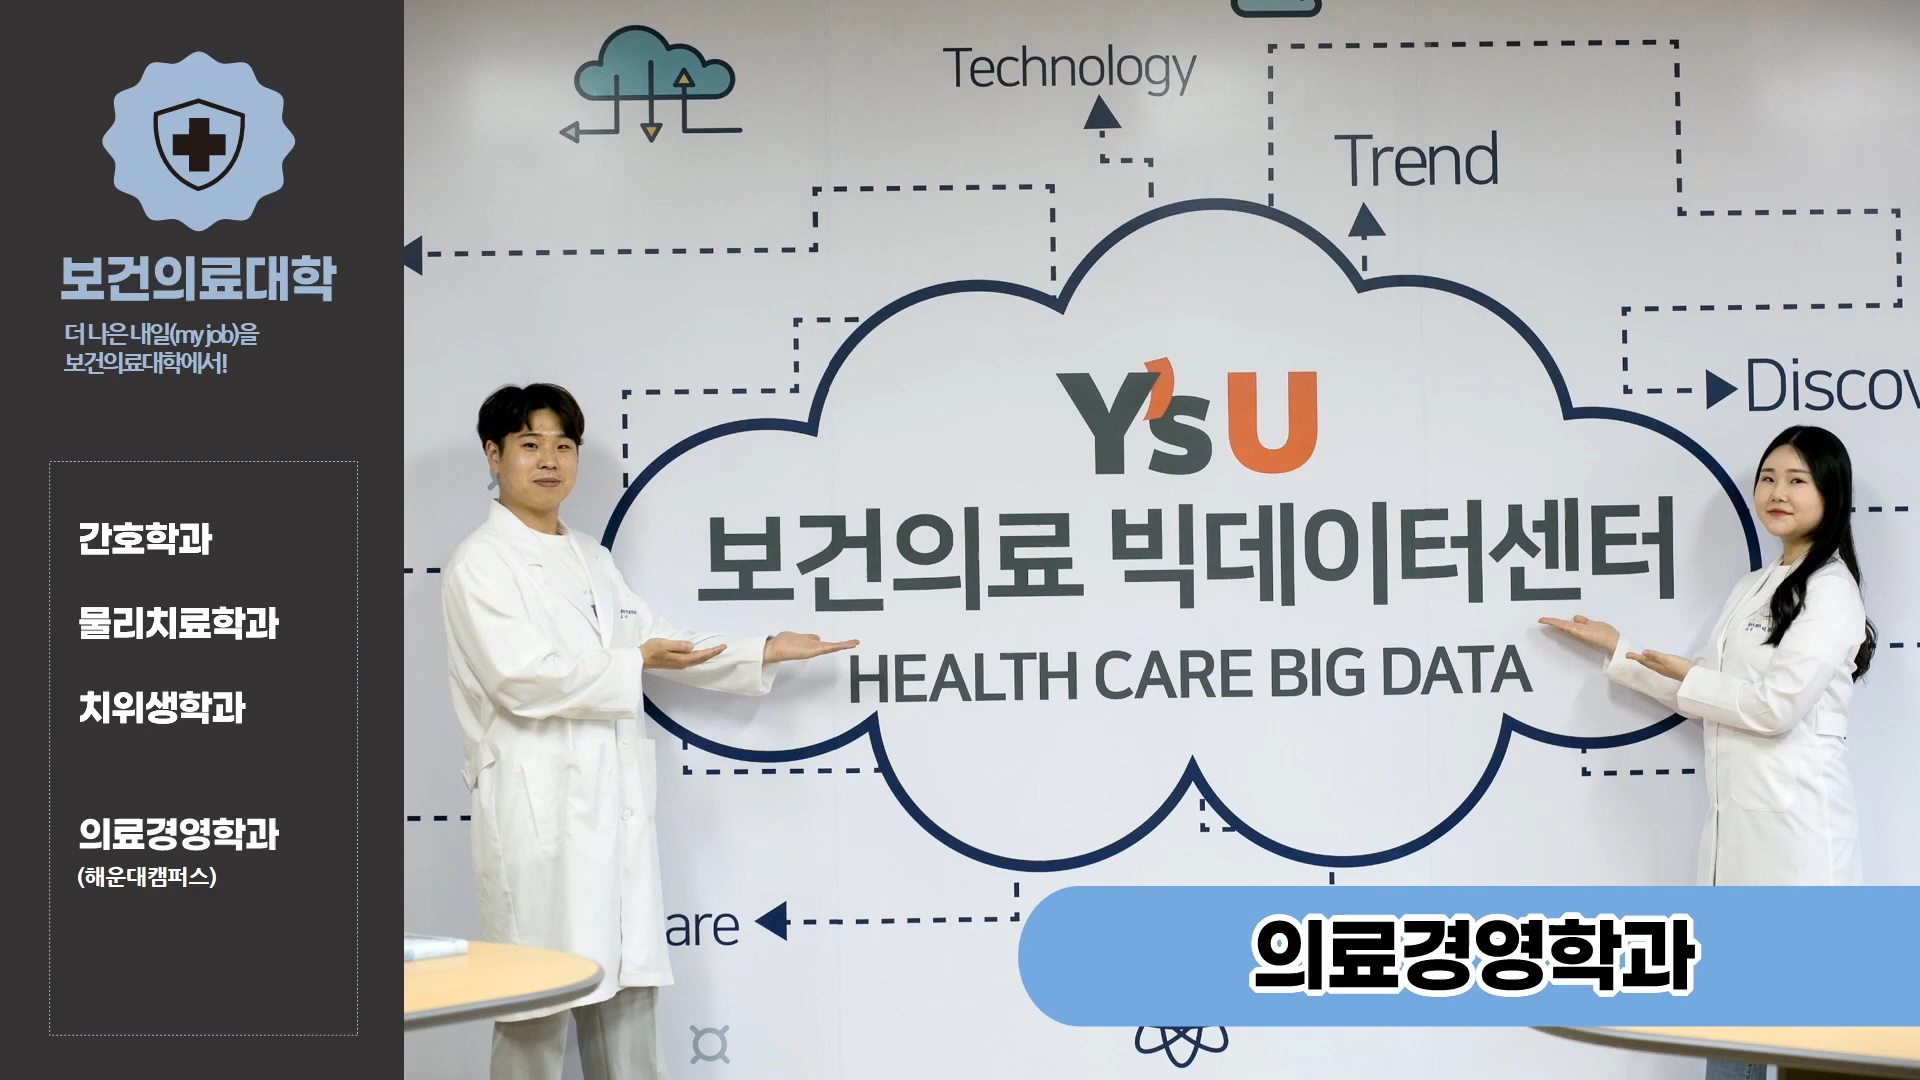 보건의료대학
더 나은 내일(my job)을
보건의료대학에서!
간호학과
물리치료학과
치위생학과
의료경영학과
(해운대캠퍼스)
Technology
Trend
Discov
Y'sU
보건의료 빅데이터센터
HEALTH CARE BIG DATA
are
의료경영학과